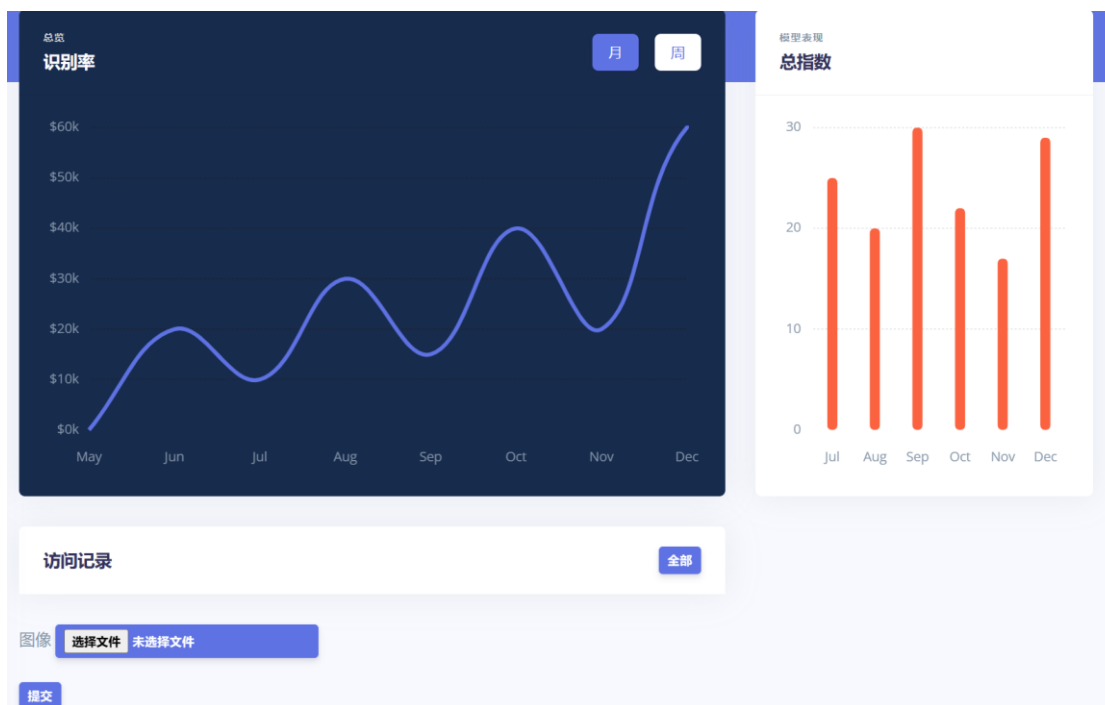 总览
识别率
月 周
$60k
$50k
$40k
$30k
$20k
$10k
$0k
May Jun Jul Aug Sep Oct Nov Dec
模型表现
总指数
30
20
10
0
Jul Aug Sep Oct Nov Dec
访问记录
全部
图像 选择文件 未选择文件
提交